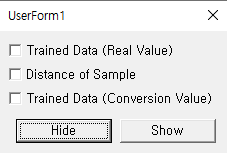 UserForm1
Trained Data (Real Value)
Distance of Sample
Trained Data (Conversion Value)
Hide Show